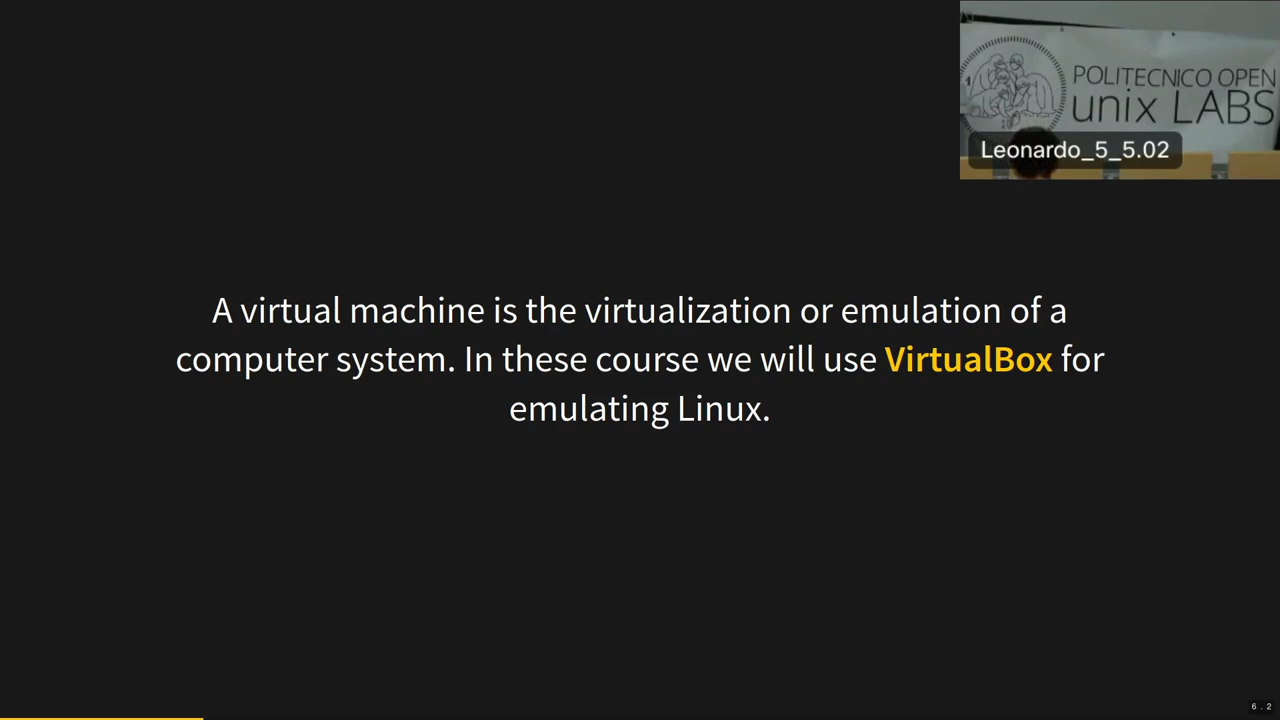 POLITECNICO OPEN
unix LABS
Leonardo_5_5.02
A virtual machine is the virtualization or emulation of a
computer system. In these course we will use VirtualBox for
emulating Linux.
6.2